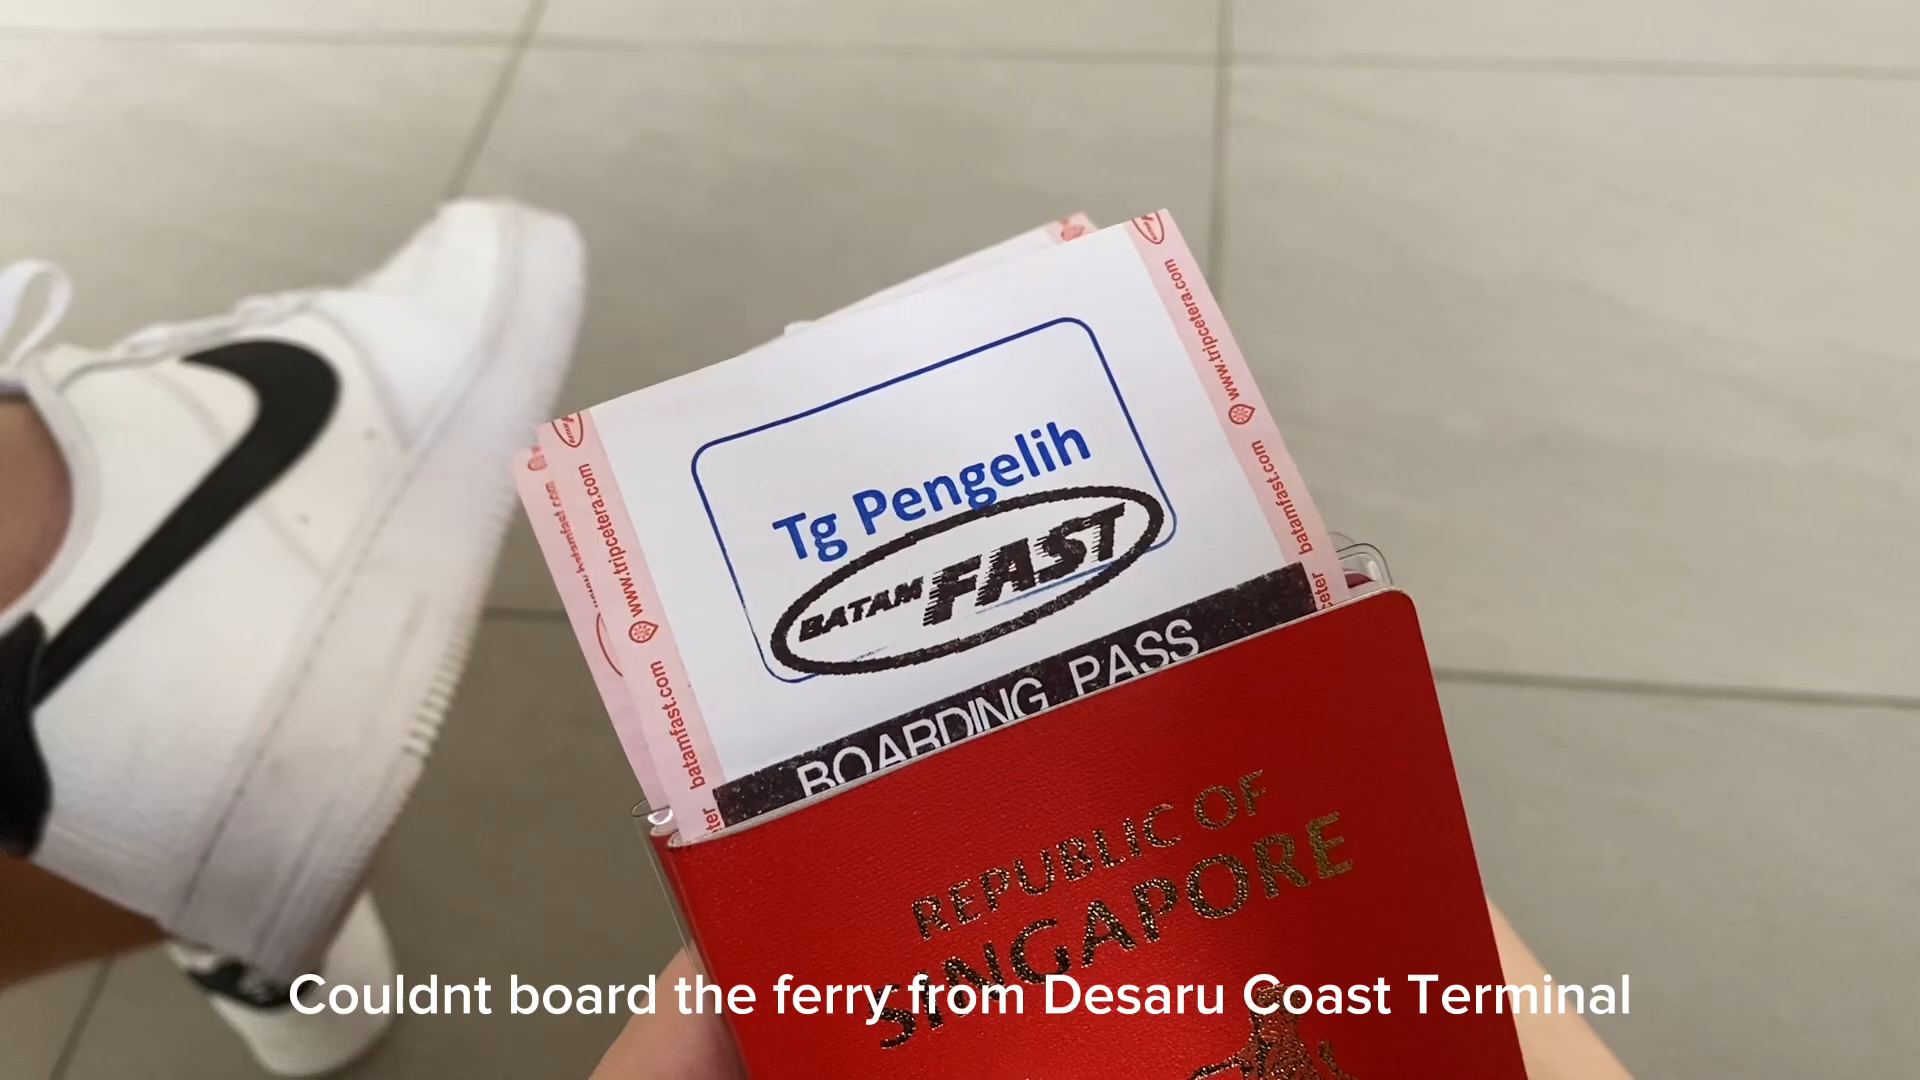 Tg Pengelih
BATAM FAST
BOARDING PASS
www.tripcetera.com
batamfast.com
www.tripcetera.com
batamfast.com
REPUBLIC OF
SINGAPORE
Couldnt board the ferry from Desaru Coast Terminal